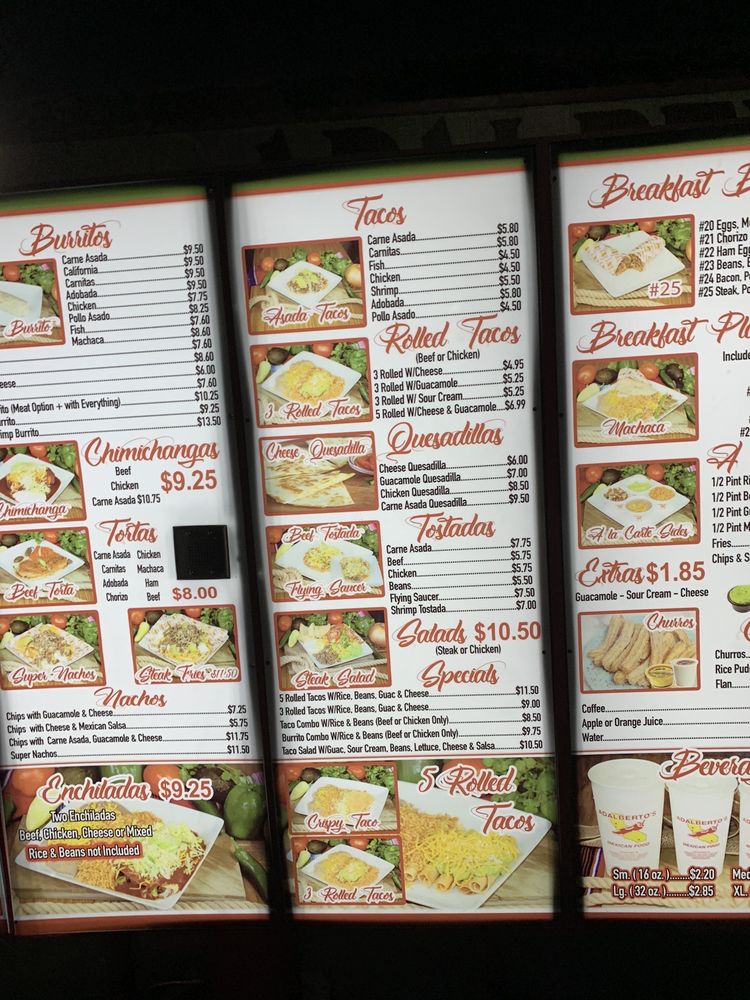 Burritos
Carne Asada $9.50
California $9.50
Carnitas $9.50
Adobada $9.50
Chicken $7.75
Pollo Asado $8.25
Fish $7.60
Machaca $8.60
$7.60
$8.60
eese $6.00
$7.60
ito (Meat Option + with Everything) $10.25
rrito $9.25
imp Burrito $13.50
Burrito
Chimichangas
Beef
Chicken $9.25
Carne Asada $10.75
Chimichanga
Tortas
Carne Asada Chicken
Carnitas Machaca
Adobada Ham
Chorizo Beef $8.00
Beef Torta
Super Nachos
Steak Fries $11.50
Nachos
Chips with Guacamole & Cheese $7.25
Chips with Cheese & Mexican Salsa $5.75
Chips with Carne Asada, Guacamole & Cheese $11.75
Super Nachos $11.50
Enchiladas $9.25
Two Enchiladas
Beef, Chicken, Cheese or Mixed
Rice & Beans not Included
Tacos
Carne Asada $5.80
Carnitas $5.80
Fish $4.50
Chicken $4.50
Shrimp $5.50
Adobada $5.80
Pollo Asado $4.50
Asada Tacos
Rolled Tacos
(Beef or Chicken)
3 Rolled W/Cheese $4.95
3 Rolled W/Guacamole $5.25
3 Rolled W/ Sour Cream $5.25
5 Rolled W/Cheese & Guacamole $6.99
3 Rolled Tacos
Quesadillas
Cheese Quesadilla $6.00
Guacamole Quesadilla $7.00
Chicken Quesadilla $8.50
Carne Asada Quesadilla $9.50
Cheese Quesadilla
Tostadas
Carne Asada $7.75
Beef $5.75
Chicken $5.75
Beans $5.50
Flying Saucer $7.50
Shrimp Tostada $7.00
Beef Tostada
Flying Saucer
Salads $10.50
(Steak or Chicken)
Steak Salad
Specials
5 Rolled Tacos W/Rice, Beans, Guac & Cheese $11.50
3 Rolled Tacos W/Rice, Beans, Guac & Cheese $9.00
Taco Combo W/Rice & Beans (Beef or Chicken Only) $8.50
Burrito Combo W/Rice & Beans (Beef or Chicken Only) $9.75
Taco Salad W/Guac, Sour Cream, Beans, Lettuce, Cheese & Salsa $10.50
Crispy Taco
3 Rolled Tacos
5 Rolled
Tacos
Breakfast B
#20 Eggs, M
#21 Chorizo
#22 Ham Eg
#23 Beans, E
#24 Bacon, P
#25 Steak, Po
#25
Breakfast Pl
Include
Machaca
A
1/2 Pint Ri
1/2 Pint Be
1/2 Pint G
1/2 Pint M
Fries
Chips & S
A la Carte Sides
Extras $1.85
Guacamole - Sour Cream - Cheese
Churros
Churros
Rice Pud
Flan
Coffee
Apple or Orange Juice
Water
Bevera
ADALBERTO'S
MEXICAN FOOD
ADALBERTO'S
MEXICAN FOOD
Sm. (16 oz.) $2.20 Med
Lg. (32 oz.) $2.85 XL.